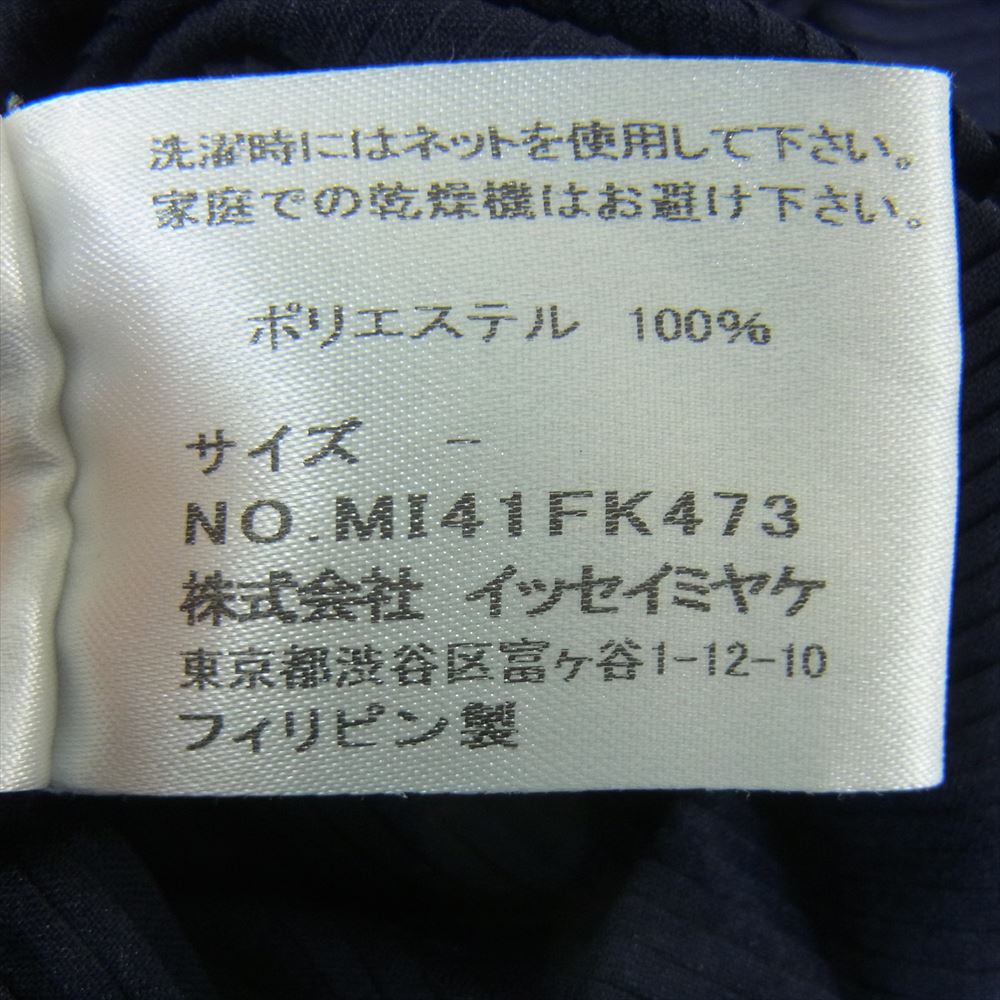 洗濯時にはネットを使用して下さい。
家庭での乾燥機はお避け下さい。
ポリエステル 100%
サイズ -
NO.MI41FK473
株式会社 イッセイミヤケ
東京都渋谷区富ヶ谷1-12-10
フィリピン製